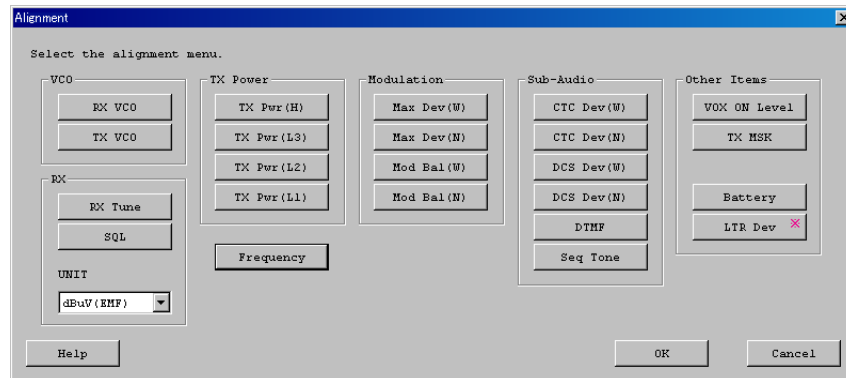 Alignment
Select the alignment menu.
VCO
RX VCO
TX VCO
RX
RX Tune
SQL
UNIT
dBuV(EMF)
TX Power
TX Pwr(H)
TX Pwr(L3)
TX Pwr(L2)
TX Pwr(L1)
Frequency
Modulation
Max Dev(W)
Max Dev(N)
Mod Bal(W)
Mod Bal(N)
Sub-Audio
CTC Dev(W)
CTC Dev(N)
DCS Dev(W)
DCS Dev(N)
DTMF
Seq Tone
Other Items
VOX ON Level
TX MSK
Battery
LTR Dev ※
Help
OK
Cancel